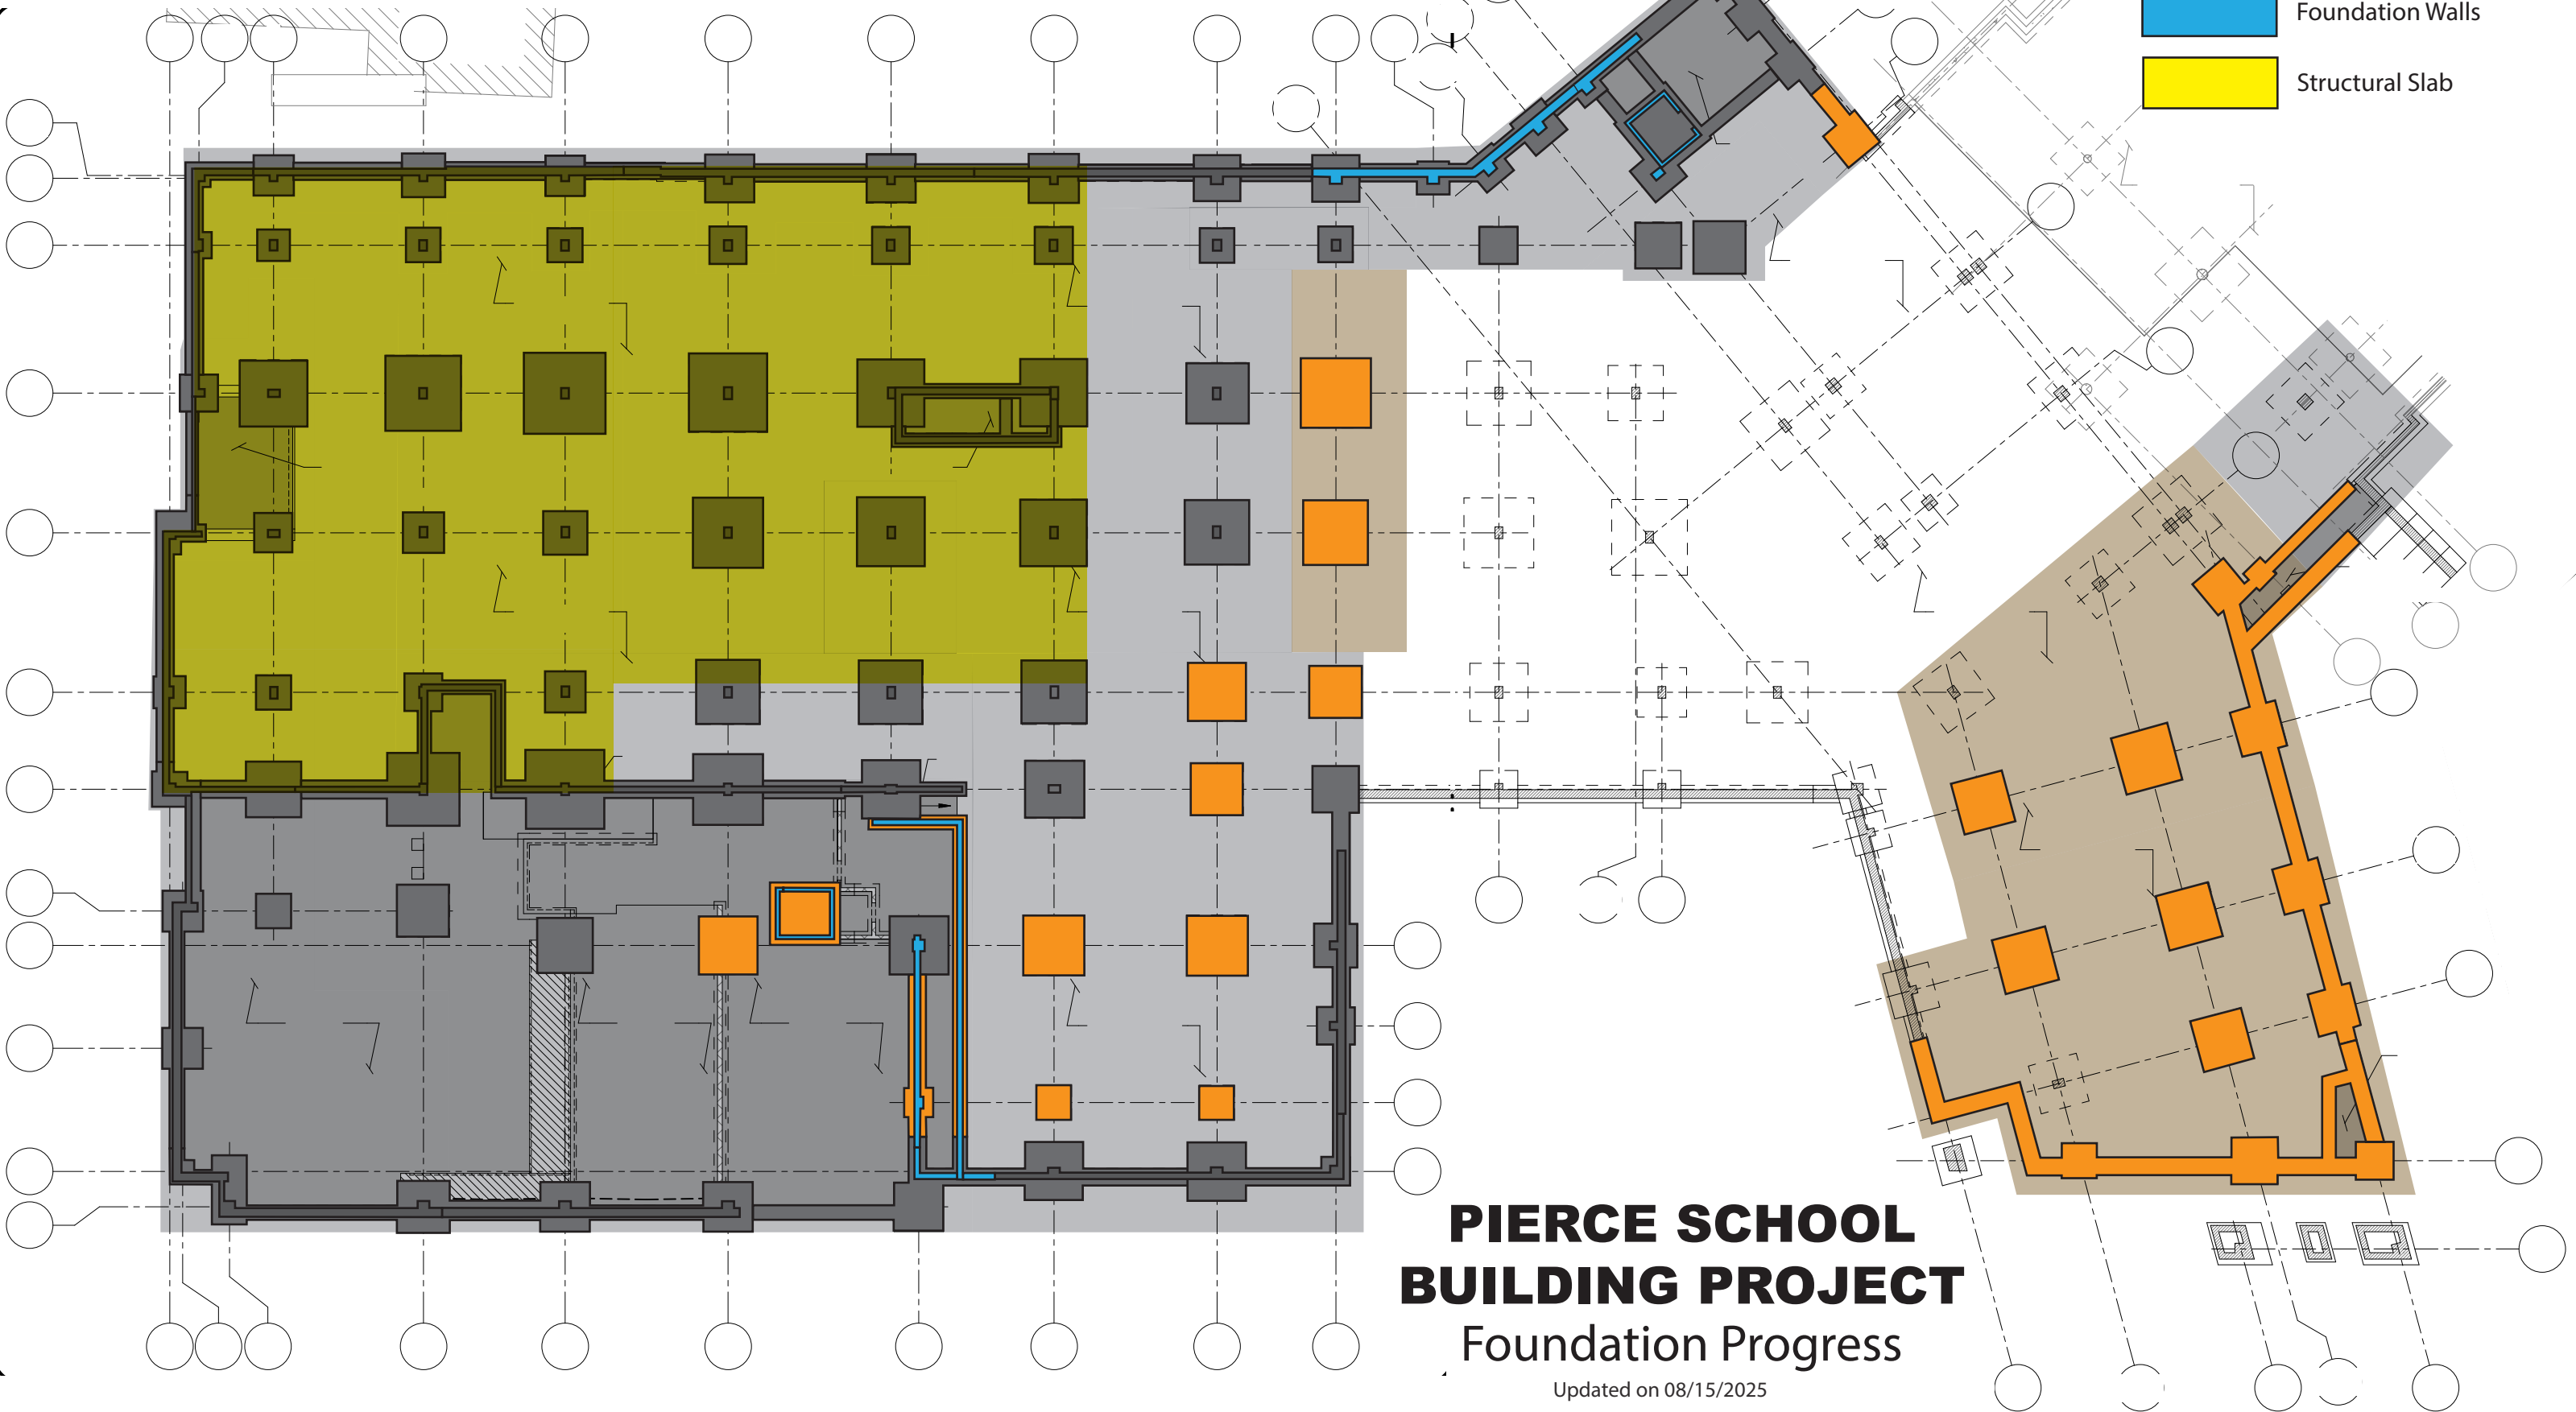 Foundation Walls
Structural Slab
PIERCE SCHOOL
BUILDING PROJECT
Foundation Progress
Updated on 08/15/2025